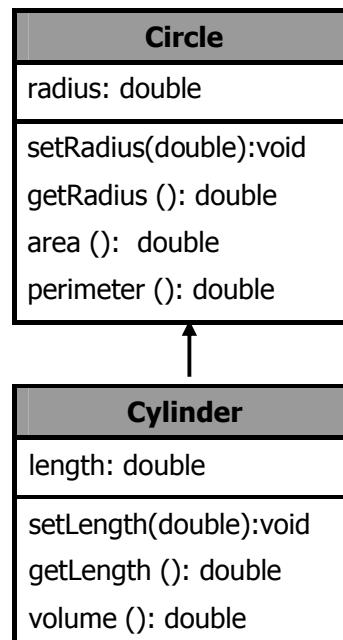 Circle
radius: double
setRadius(double):void
getRadius (): double
area (): double
perimeter (): double
Cylinder
length: double
setLength(double):void
getLength (): double
volume (): double